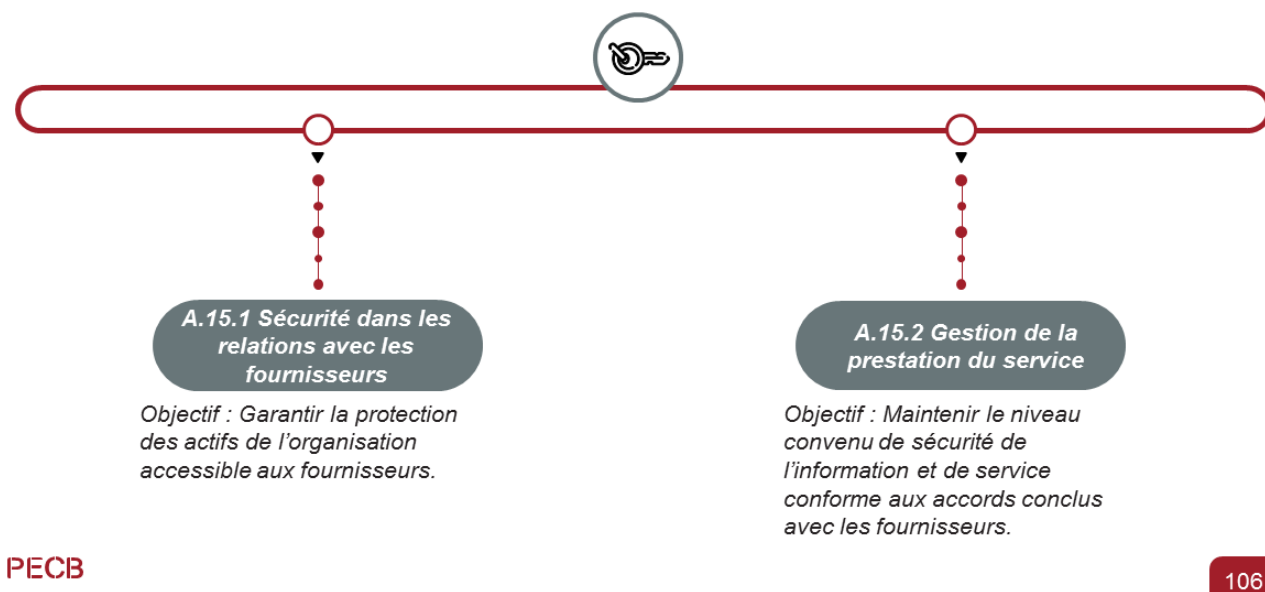 A.15.1 Sécurité dans les
relations avec les
fournisseurs
Objectif : Garantir la protection
des actifs de l’organisation
accessible aux fournisseurs.
A.15.2 Gestion de la
prestation du service
Objectif : Maintenir le niveau
convenu de sécurité de
l’information et de service
conforme aux accords conclus
avec les fournisseurs.
PECB
106